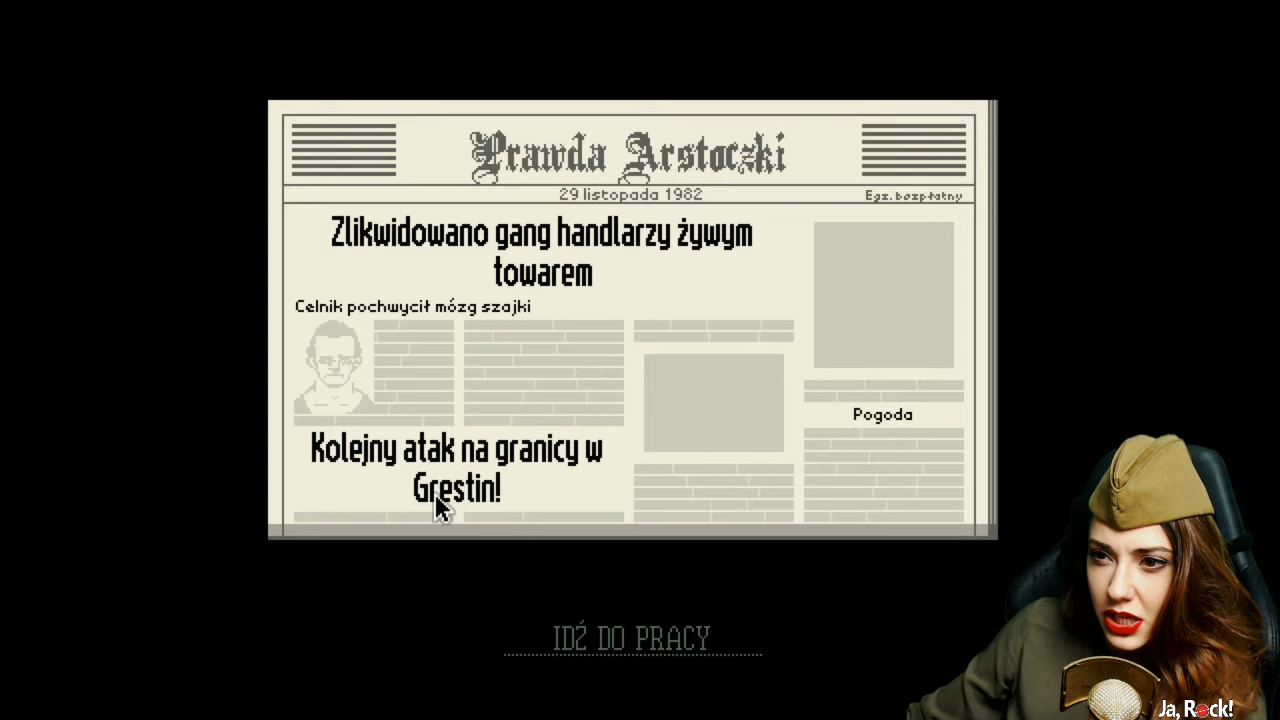 Prawda Arstoczki
29 listopada 1982
Egz. bezpłatny
Zlikwidowano gang handlarzy żywym
towarem
Celnik pochwycił mózg szajki
Kolejny atak na granicy w
Grestin!
Pogoda
IDŹ DO PRACY
Ja, Rock!